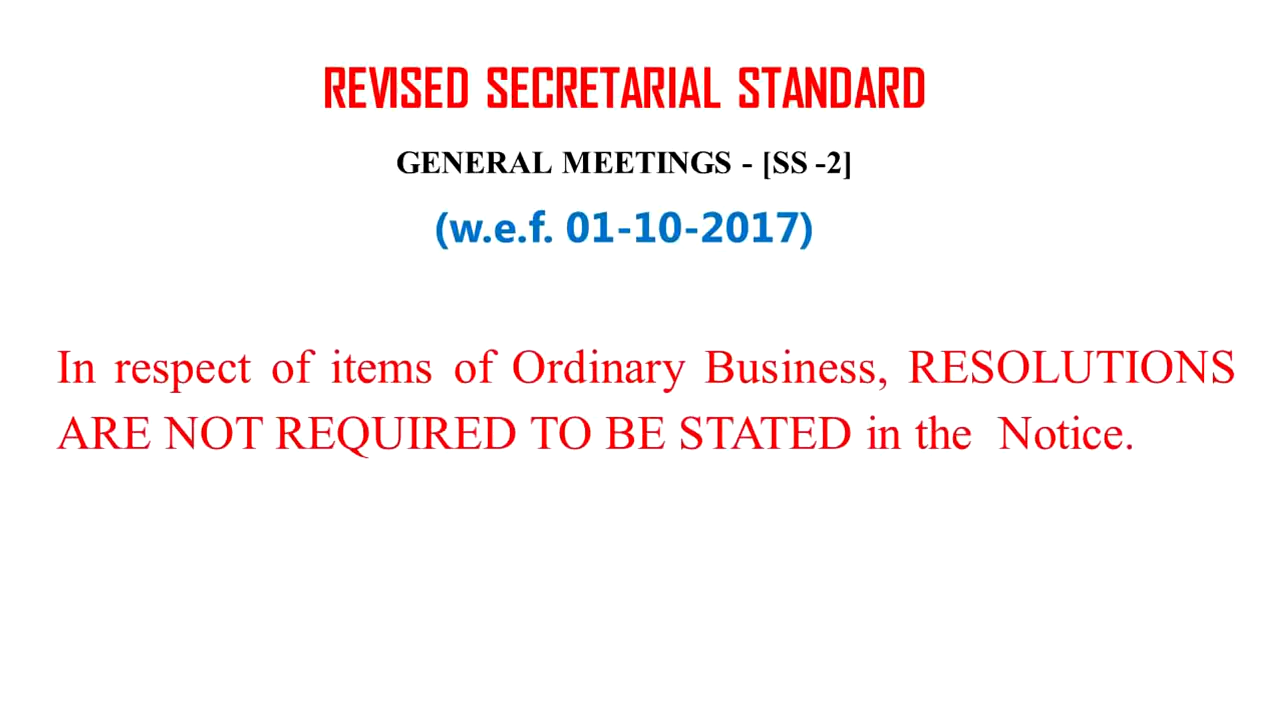 REVISED SECRETARIAL STANDARD
GENERAL MEETINGS - [SS -2]
(w.e.f. 01-10-2017)
In respect of items of Ordinary Business, RESOLUTIONS
ARE NOT REQUIRED TO BE STATED in the Notice.